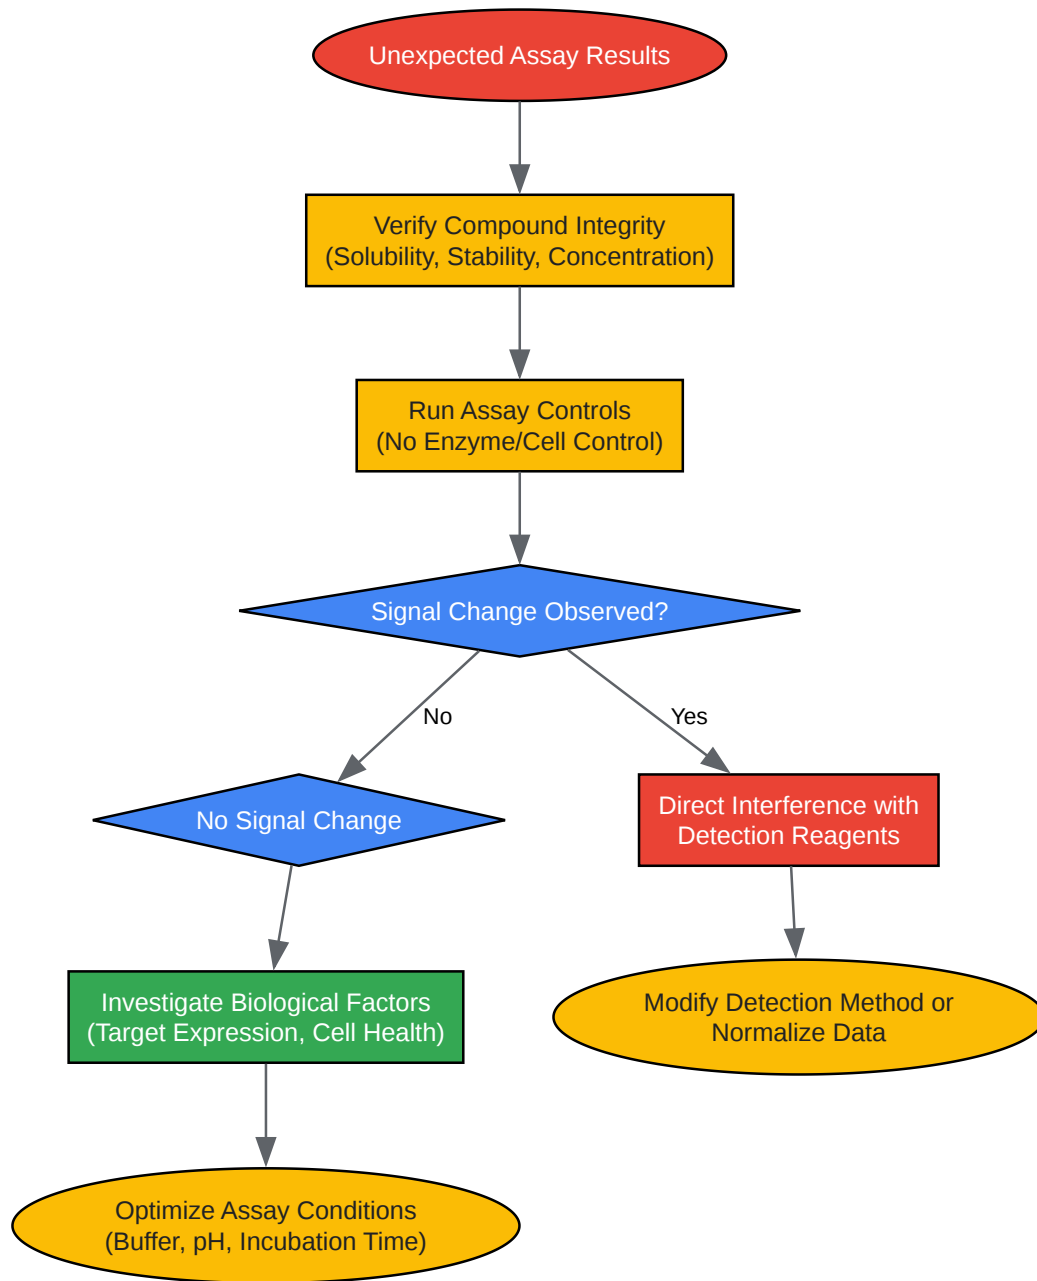 Unexpected Assay Results
Verify Compound Integrity
(Solubility, Stability, Concentration)
Run Assay Controls
(No Enzyme/Cell Control)
Signal Change Observed?
No
Yes
No Signal Change
Direct Interference with
Detection Reagents
Investigate Biological Factors
(Target Expression, Cell Health)
Modify Detection Method or
Normalize Data
Optimize Assay Conditions
(Buffer, pH, Incubation Time)